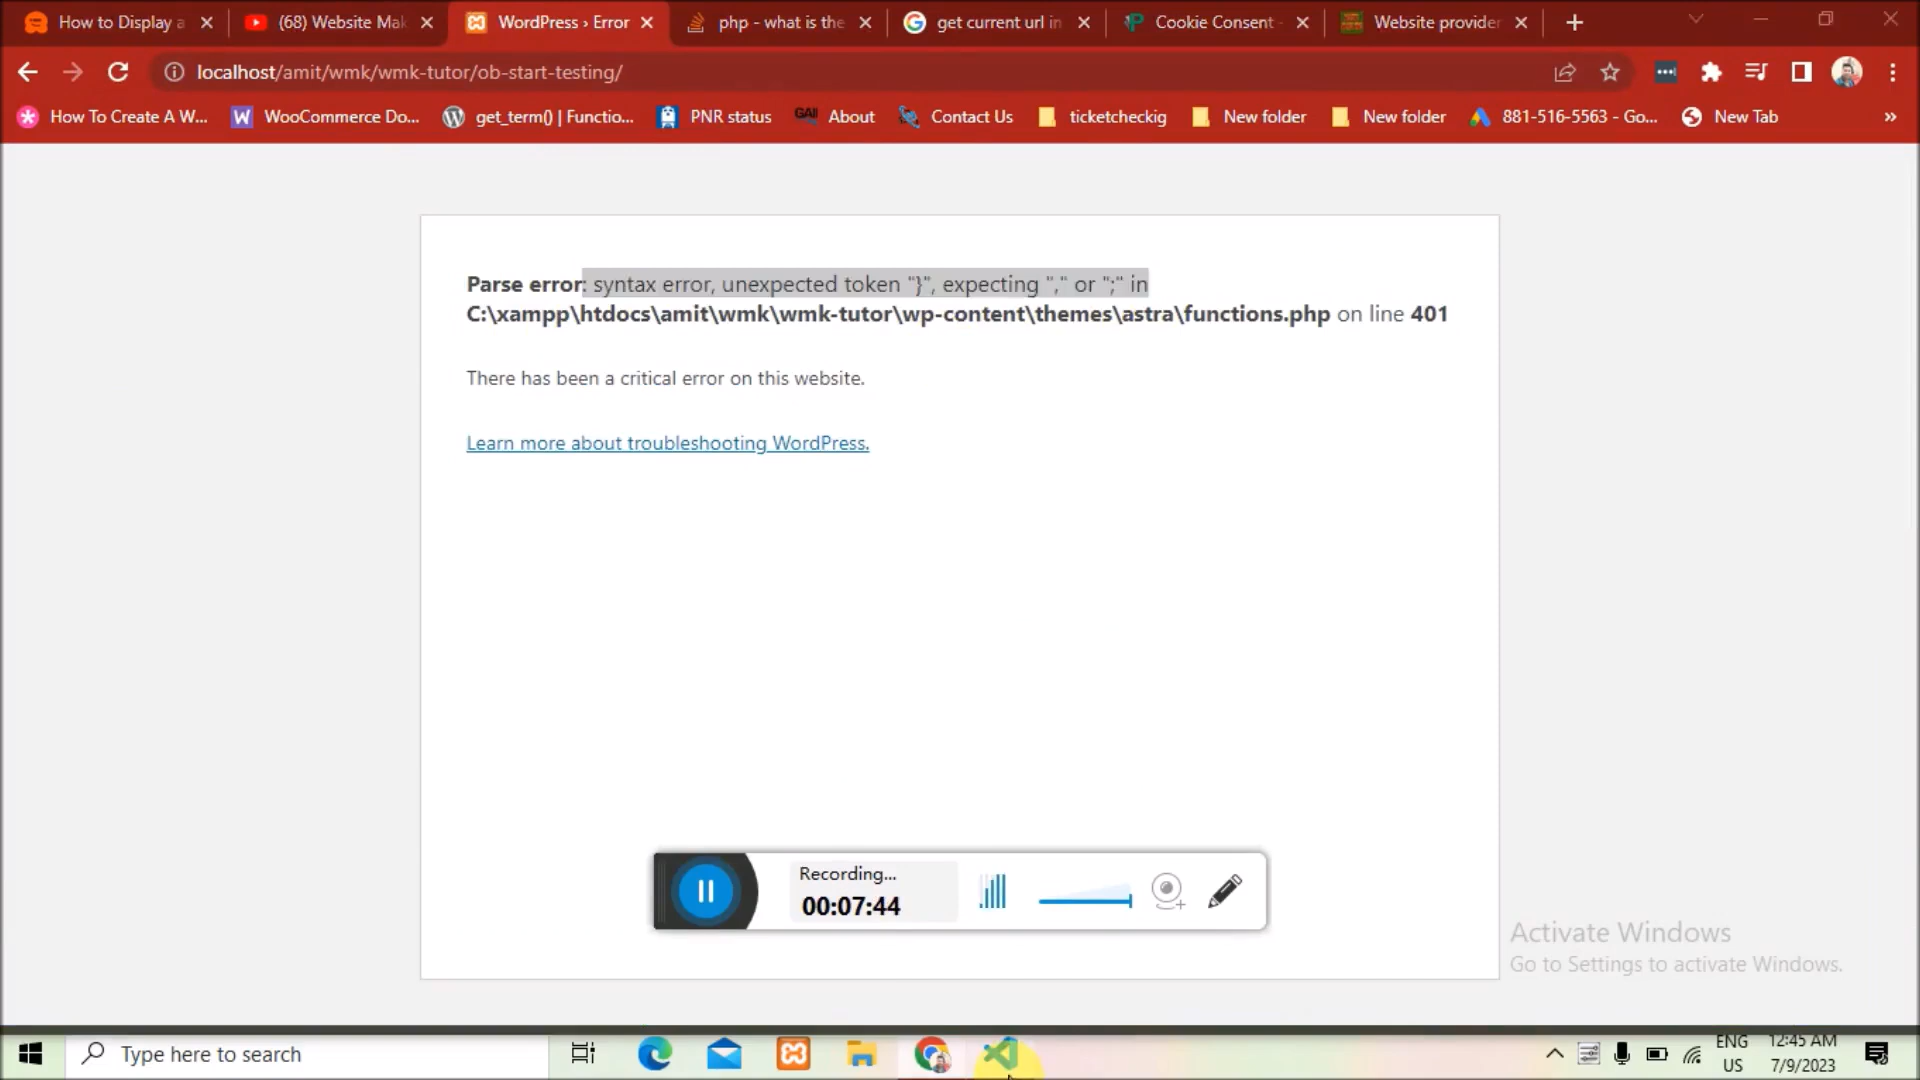 How to Display a
(68) Website Mak
WordPress › Error
php - what is the
get current url in
Cookie Consent -
Website provider
localhost/amit/wmk/wmk-tutor/ob-start-testing/
How To Create A W...
W
WooCommerce Do...
get_term() | Functio...
PNR status
About
Contact Us
ticketcheckig
New folder
New folder
881-516-5563 - Go...
New Tab
»
Parse error: syntax error, unexpected token "}", expecting "," or ";" in
C:\xampp\htdocs\amit\wmk\wmk-tutor\wp-content\themes\astra\functions.php on line 401
There has been a critical error on this website.
Learn more about troubleshooting WordPress.
Recording...
00:07:44
Activate Windows
Go to Settings to activate Windows.
Type here to search
ENG
US
12:45 AM
7/9/2023